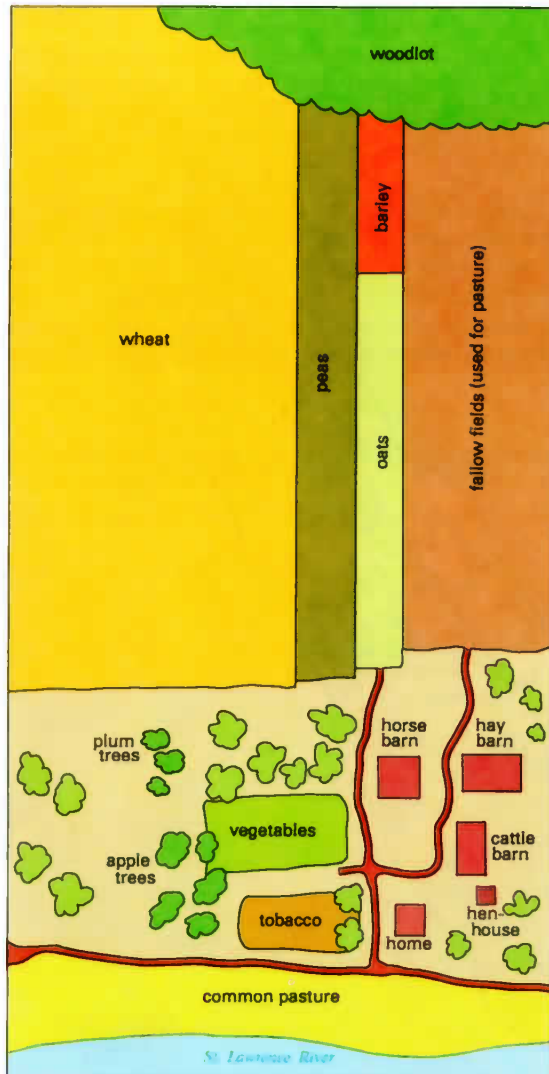 woodlot
barley
wheat
peas
oats
fallow fields (used for pasture)
plum
trees
horse
barn
hay
barn
vegetables
cattle
barn
apple
trees
tobacco
home
hen-
house
common pasture
St. Lawrence River